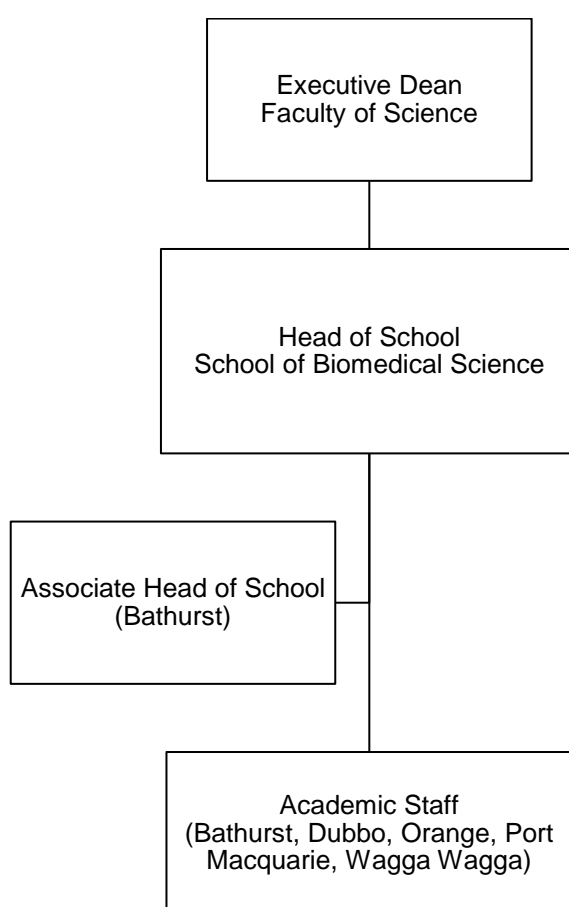 Executive Dean
Faculty of Science
Head of School
School of Biomedical Science
Associate Head of School
(Bathurst)
Academic Staff
(Bathurst, Dubbo, Orange, Port
Macquarie, Wagga Wagga)